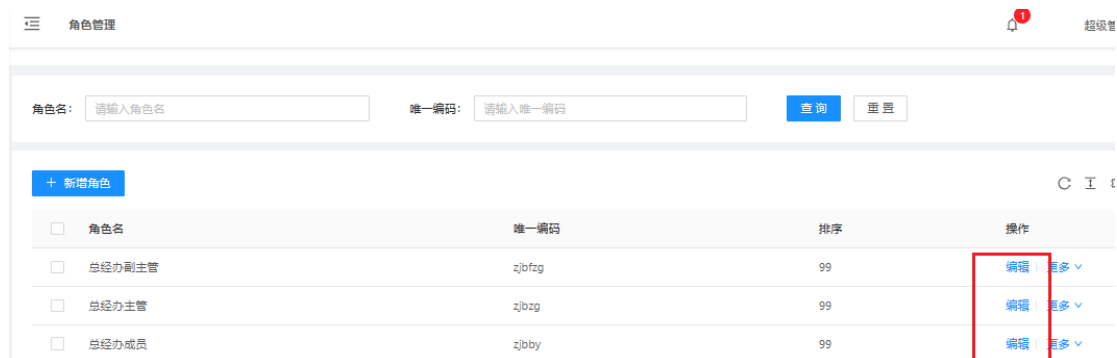 角色管理
1
超级管
角色名： 请输入角色名 唯一编码： 请输入唯一编码 查询 重置
+ 新增角色
角色名 唯一编码 排序 操作
总经办副主管 zjbfzg 99 编辑 更多
总经办主管 zjbzg 99 编辑 更多
总经办成员 zjbby 99 编辑 更多